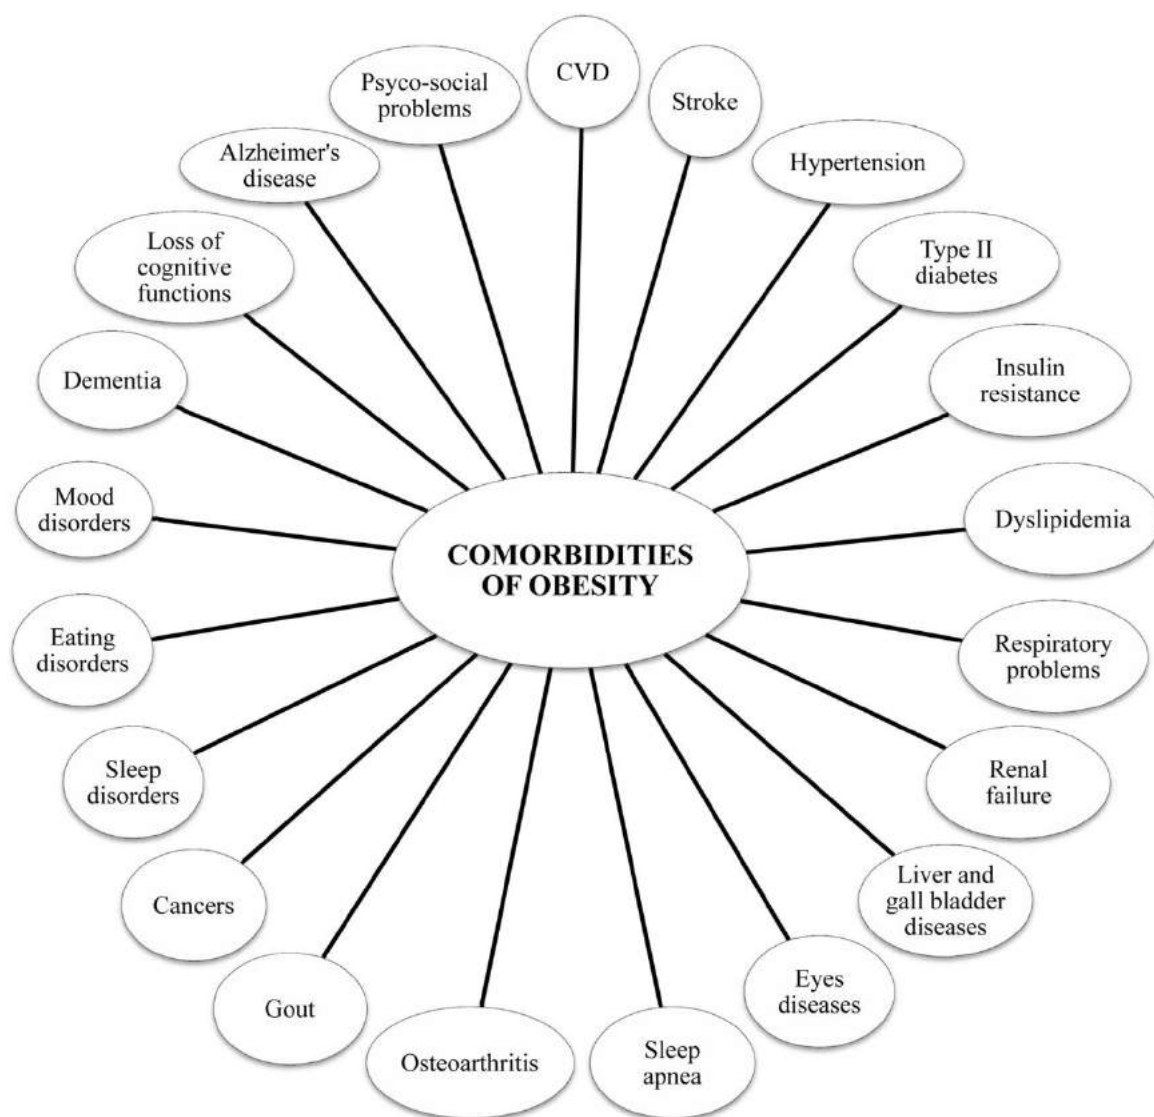 CVD
Stroke
Hypertension
Type II
diabetes
Insulin
resistance
Dyslipidemia
Respiratory
problems
Renal
failure
Liver and
gall bladder
diseases
Eyes
diseases
Sleep
apnea
Osteoarthritis
Gout
Cancers
Sleep
disorders
Eating
disorders
Mood
disorders
Dementia
Loss of
cognitive
functions
Alzheimer's
disease
Psyco-social
problems
COMORBIDITIES
OF OBESITY